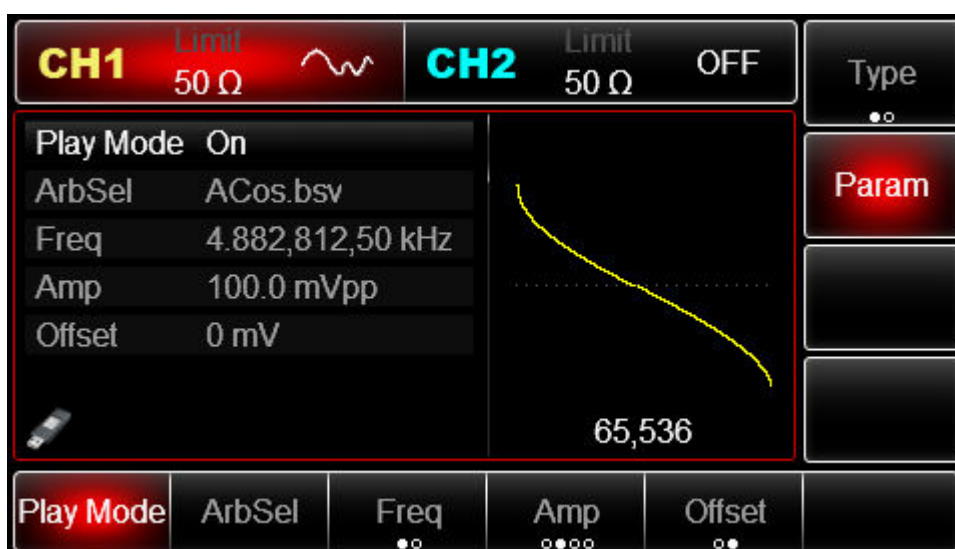 CH1
Limit
50 Ω
CH2
Limit
50 Ω
OFF
Type
Play Mode On
ArbSel ACos.bsv
Freq 4.882,812,50 kHz
Amp 100.0 mVpp
Offset 0 mV
65,536
Param
Play Mode
ArbSel
Freq
Amp
Offset